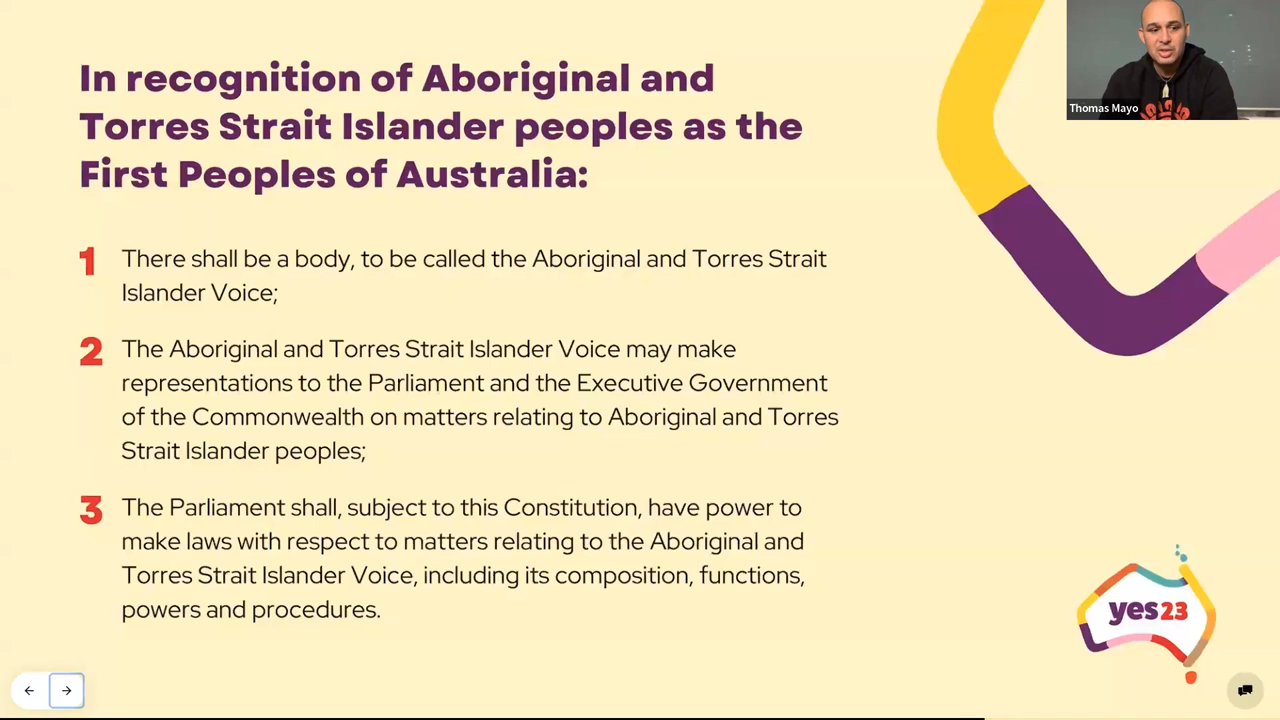 In recognition of Aboriginal and
Torres Strait Islander peoples as the
First Peoples of Australia:
1 There shall be a body, to be called the Aboriginal and Torres Strait
Islander Voice;
2 The Aboriginal and Torres Strait Islander Voice may make
representations to the Parliament and the Executive Government
of the Commonwealth on matters relating to Aboriginal and Torres
Strait Islander peoples;
3 The Parliament shall, subject to this Constitution, have power to
make laws with respect to matters relating to the Aboriginal and
Torres Strait Islander Voice, including its composition, functions,
powers and procedures.
Thomas Mayo
yes23